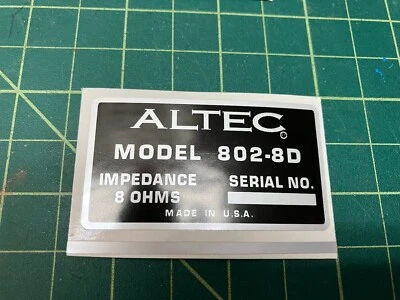 ALTEC
MODEL 802-8D
IMPEDANCE SERIAL NO.
8 OHMS
MADE IN U.S.A.